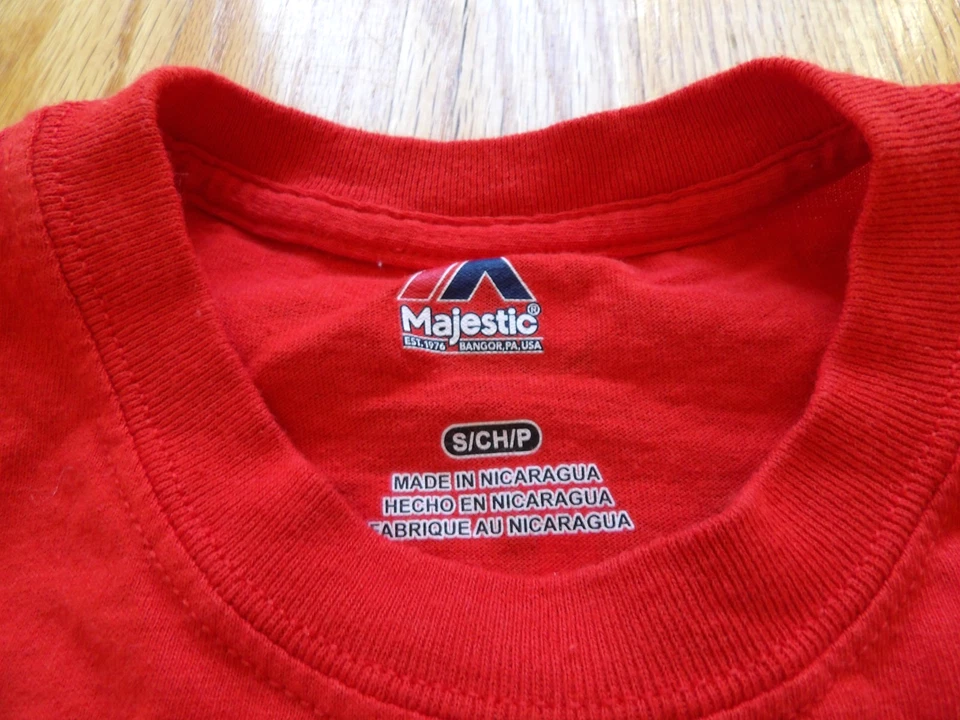 Majestic®
EST. 1976 BANGOR, PA, USA
S/CH/P
MADE IN NICARAGUA
HECHO EN NICARAGUA
FABRIQUE AU NICARAGUA